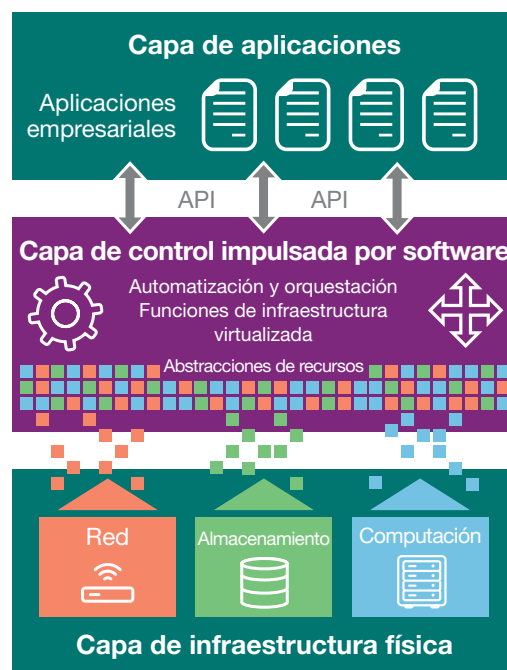 Capa de aplicaciones
Aplicaciones
empresariales
API
API
Capa de control impulsada por software
Automatización y orquestación
Funciones de infraestructura
virtualizada
Abstracciones de recursos
Red
Almacenamiento
Computación
Capa de infraestructura física